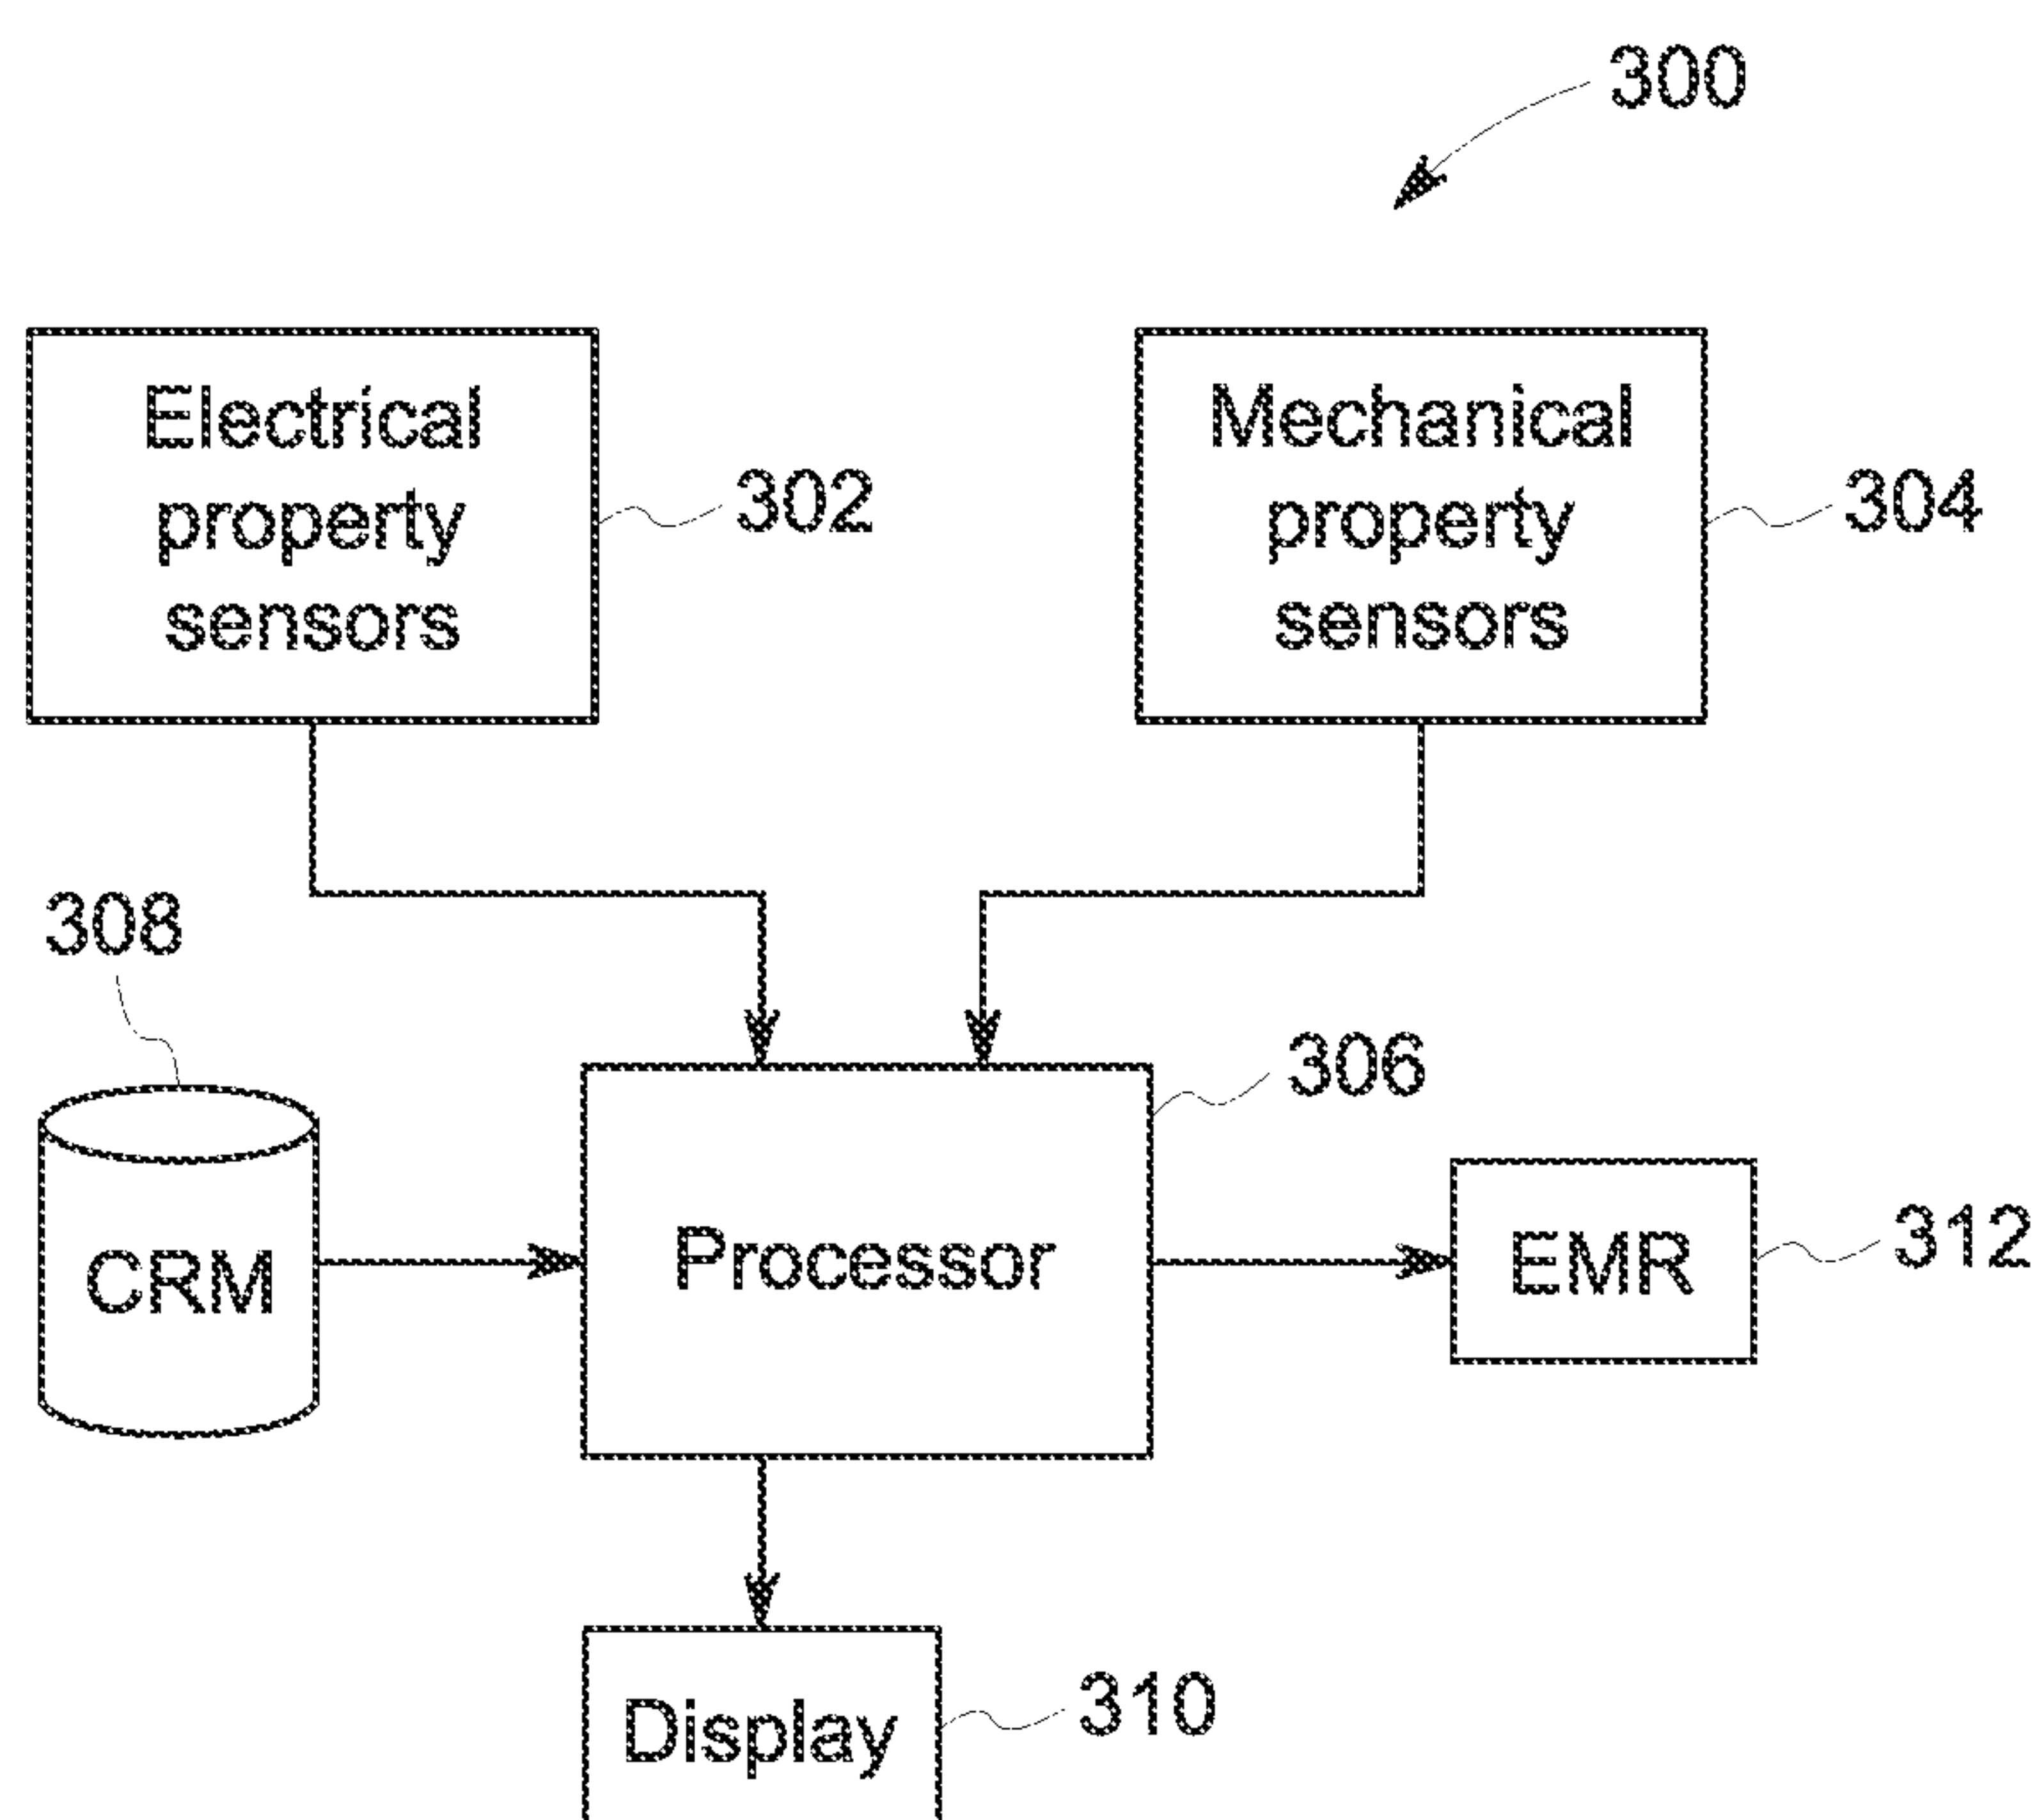 300
Electrical
property
sensors
302
Mechanical
property
sensors
304
308
CRM
Processor
306
EMR
312
Display
310